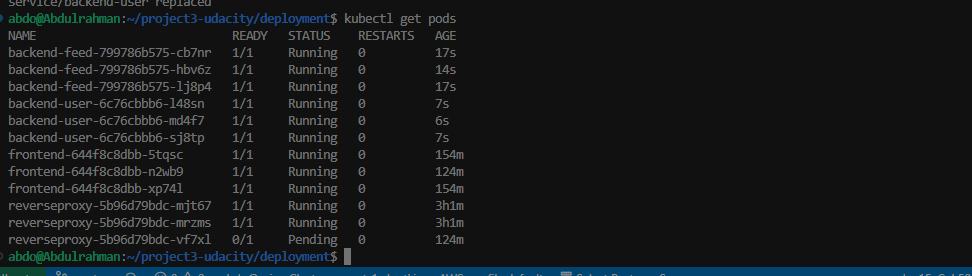 service/backend-user replaced
abdo@Abdulrahman:~/project3-udacity/deployment$ kubectl get pods
NAME READY STATUS RESTARTS AGE
backend-feed-799786b575-cb7nr 1/1 Running 0 17s
backend-feed-799786b575-hbv6z 1/1 Running 0 14s
backend-feed-799786b575-lj8p4 1/1 Running 0 17s
backend-user-6c76cbbb6-l48sn 1/1 Running 0 7s
backend-user-6c76cbbb6-md4f7 1/1 Running 0 6s
backend-user-6c76cbbb6-sj8tp 1/1 Running 0 7s
frontend-644f8c8dbb-5tqsc 1/1 Running 0 154m
frontend-644f8c8dbb-n2wb9 1/1 Running 0 124m
frontend-644f8c8dbb-xp74l 1/1 Running 0 154m
reverseproxy-5b96d79bdc-mjt67 1/1 Running 0 3h1m
reverseproxy-5b96d79bdc-mrzms 1/1 Running 0 3h1m
reverseproxy-5b96d79bdc-vf7xl 0/1 Pending 0 124m
abdo@Abdulrahman:~/project3-udacity/deployment$